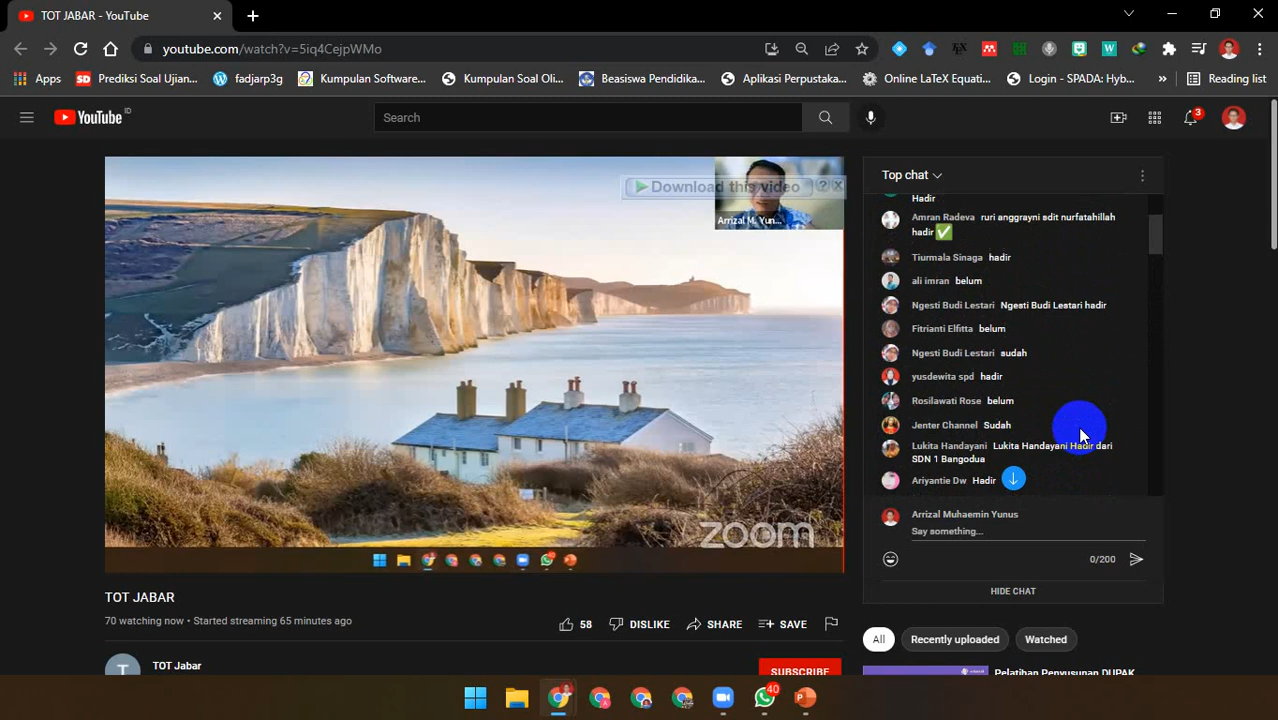 TOT JABAR - YouTube
youtube.com/watch?v=5iq4CejpWMo
Apps
Prediksi Soal Ujian...
fadjarp3g
Kumpulan Software...
Kumpulan Soal Oli...
Beasiswa Pendidika...
Aplikasi Perpustaka...
Online LaTeX Equati...
Login - SPADA: Hyb...
»
Reading list
YouTube ID
Search
3
Download this video ?
Arrizal M. Yun...
zoom
Top chat
Hadir
Amran Radeva ruri anggrayni sdit nurfatahillah
hadir ✅
Tiurmala Sinaga hadir
ali imran belum
Ngesti Budi Lestari Ngesti Budi Lestari hadir
Fitrianti Elfitta belum
Ngesti Budi Lestari sudah
yusdewita spd hadir
Rosilawati Rose belum
Jenter Channel Sudah
Lukita Handayani Lukita Handayani Hadir dari
SDN 1 Bangodua
Ariyantie Dw Hadir
Arrizal Muhaemin Yunus
Say something...
0/200
HIDE CHAT
TOT JABAR
70 watching now • Started streaming 65 minutes ago
58
DISLIKE
SHARE
SAVE
T
TOT Jabar
SUBSCRIBE
All
Recently uploaded
Watched
Pelatihan Penyusunan DUPAK
40